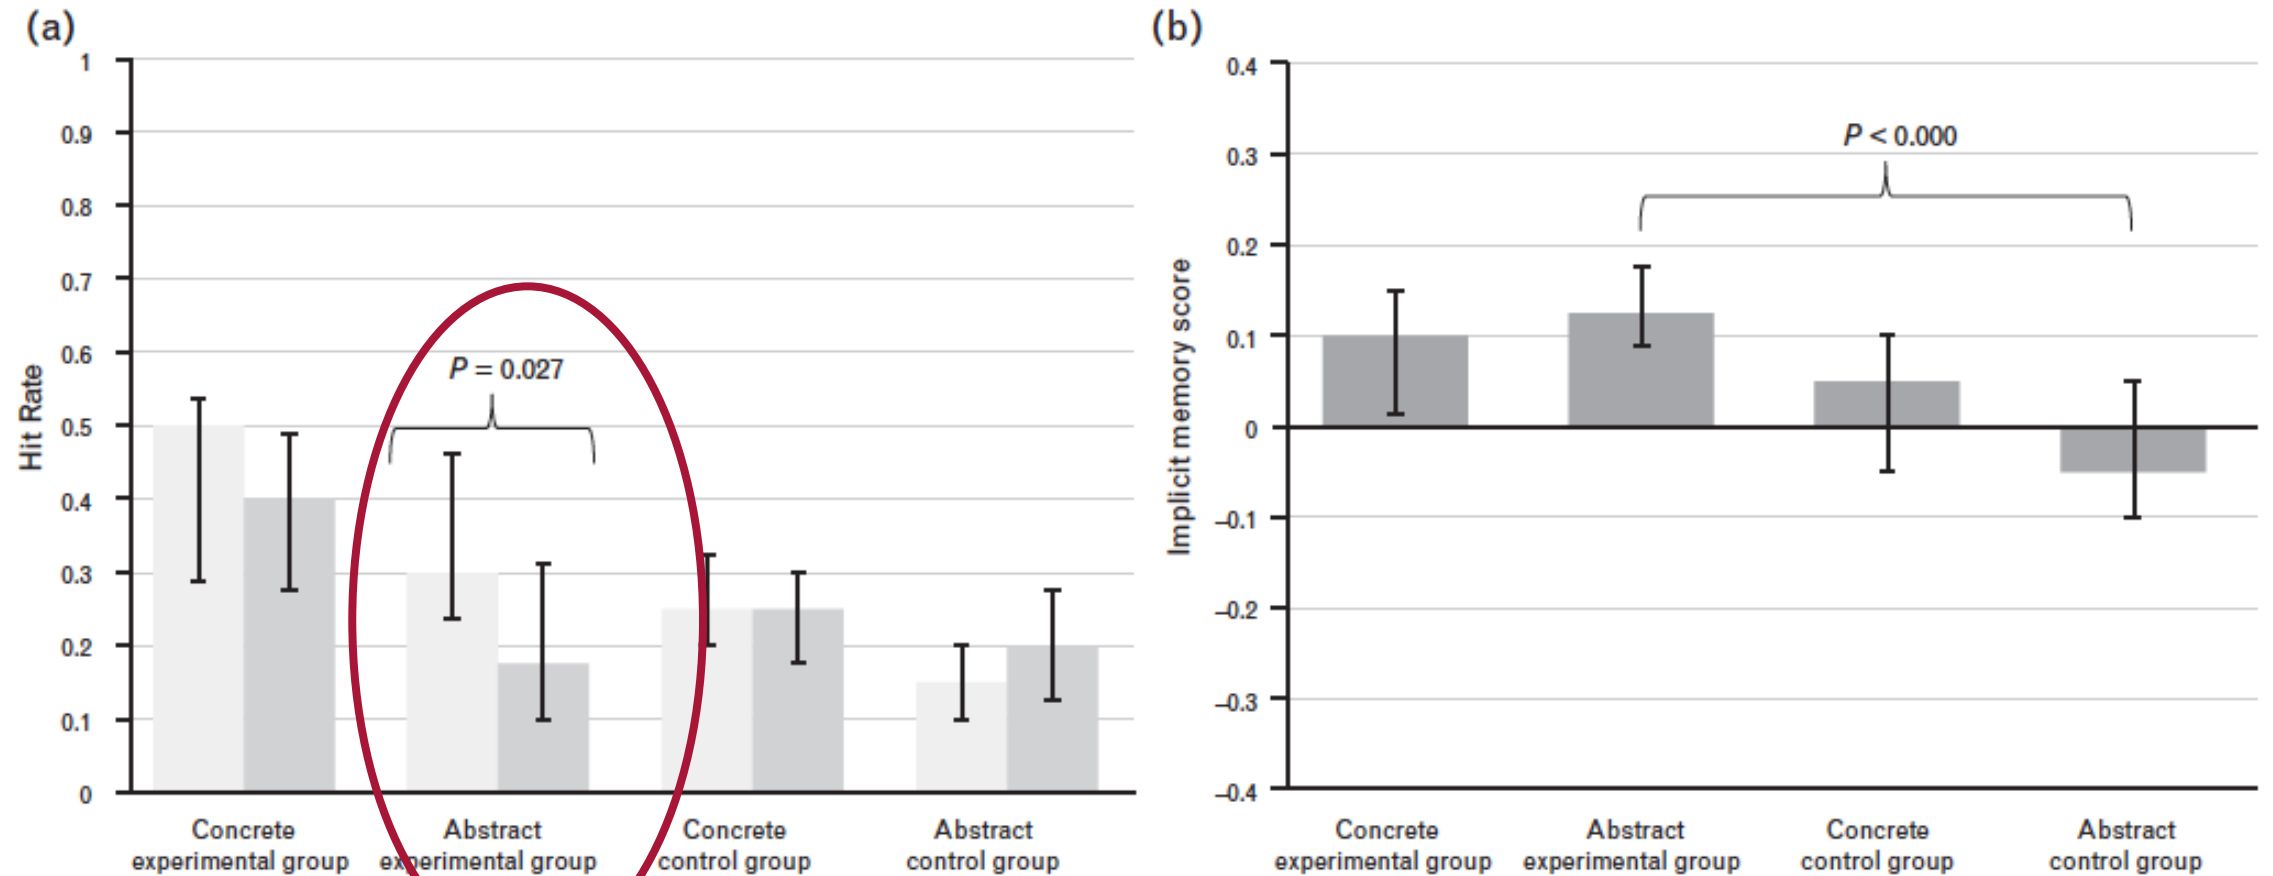 (a)
1
0.9
0.8
0.7
0.6
0.5
0.4
0.3
0.2
0.1
0
Hit Rate
P = 0.027
Concrete
experimental group
Abstract
experimental group
Concrete
control group
Abstract
control group
(b)
0.4
0.3
0.2
0.1
0
–0.1
–0.2
–0.3
–0.4
Implicit memory score
P < 0.000
Concrete
experimental group
Abstract
experimental group
Concrete
control group
Abstract
control group